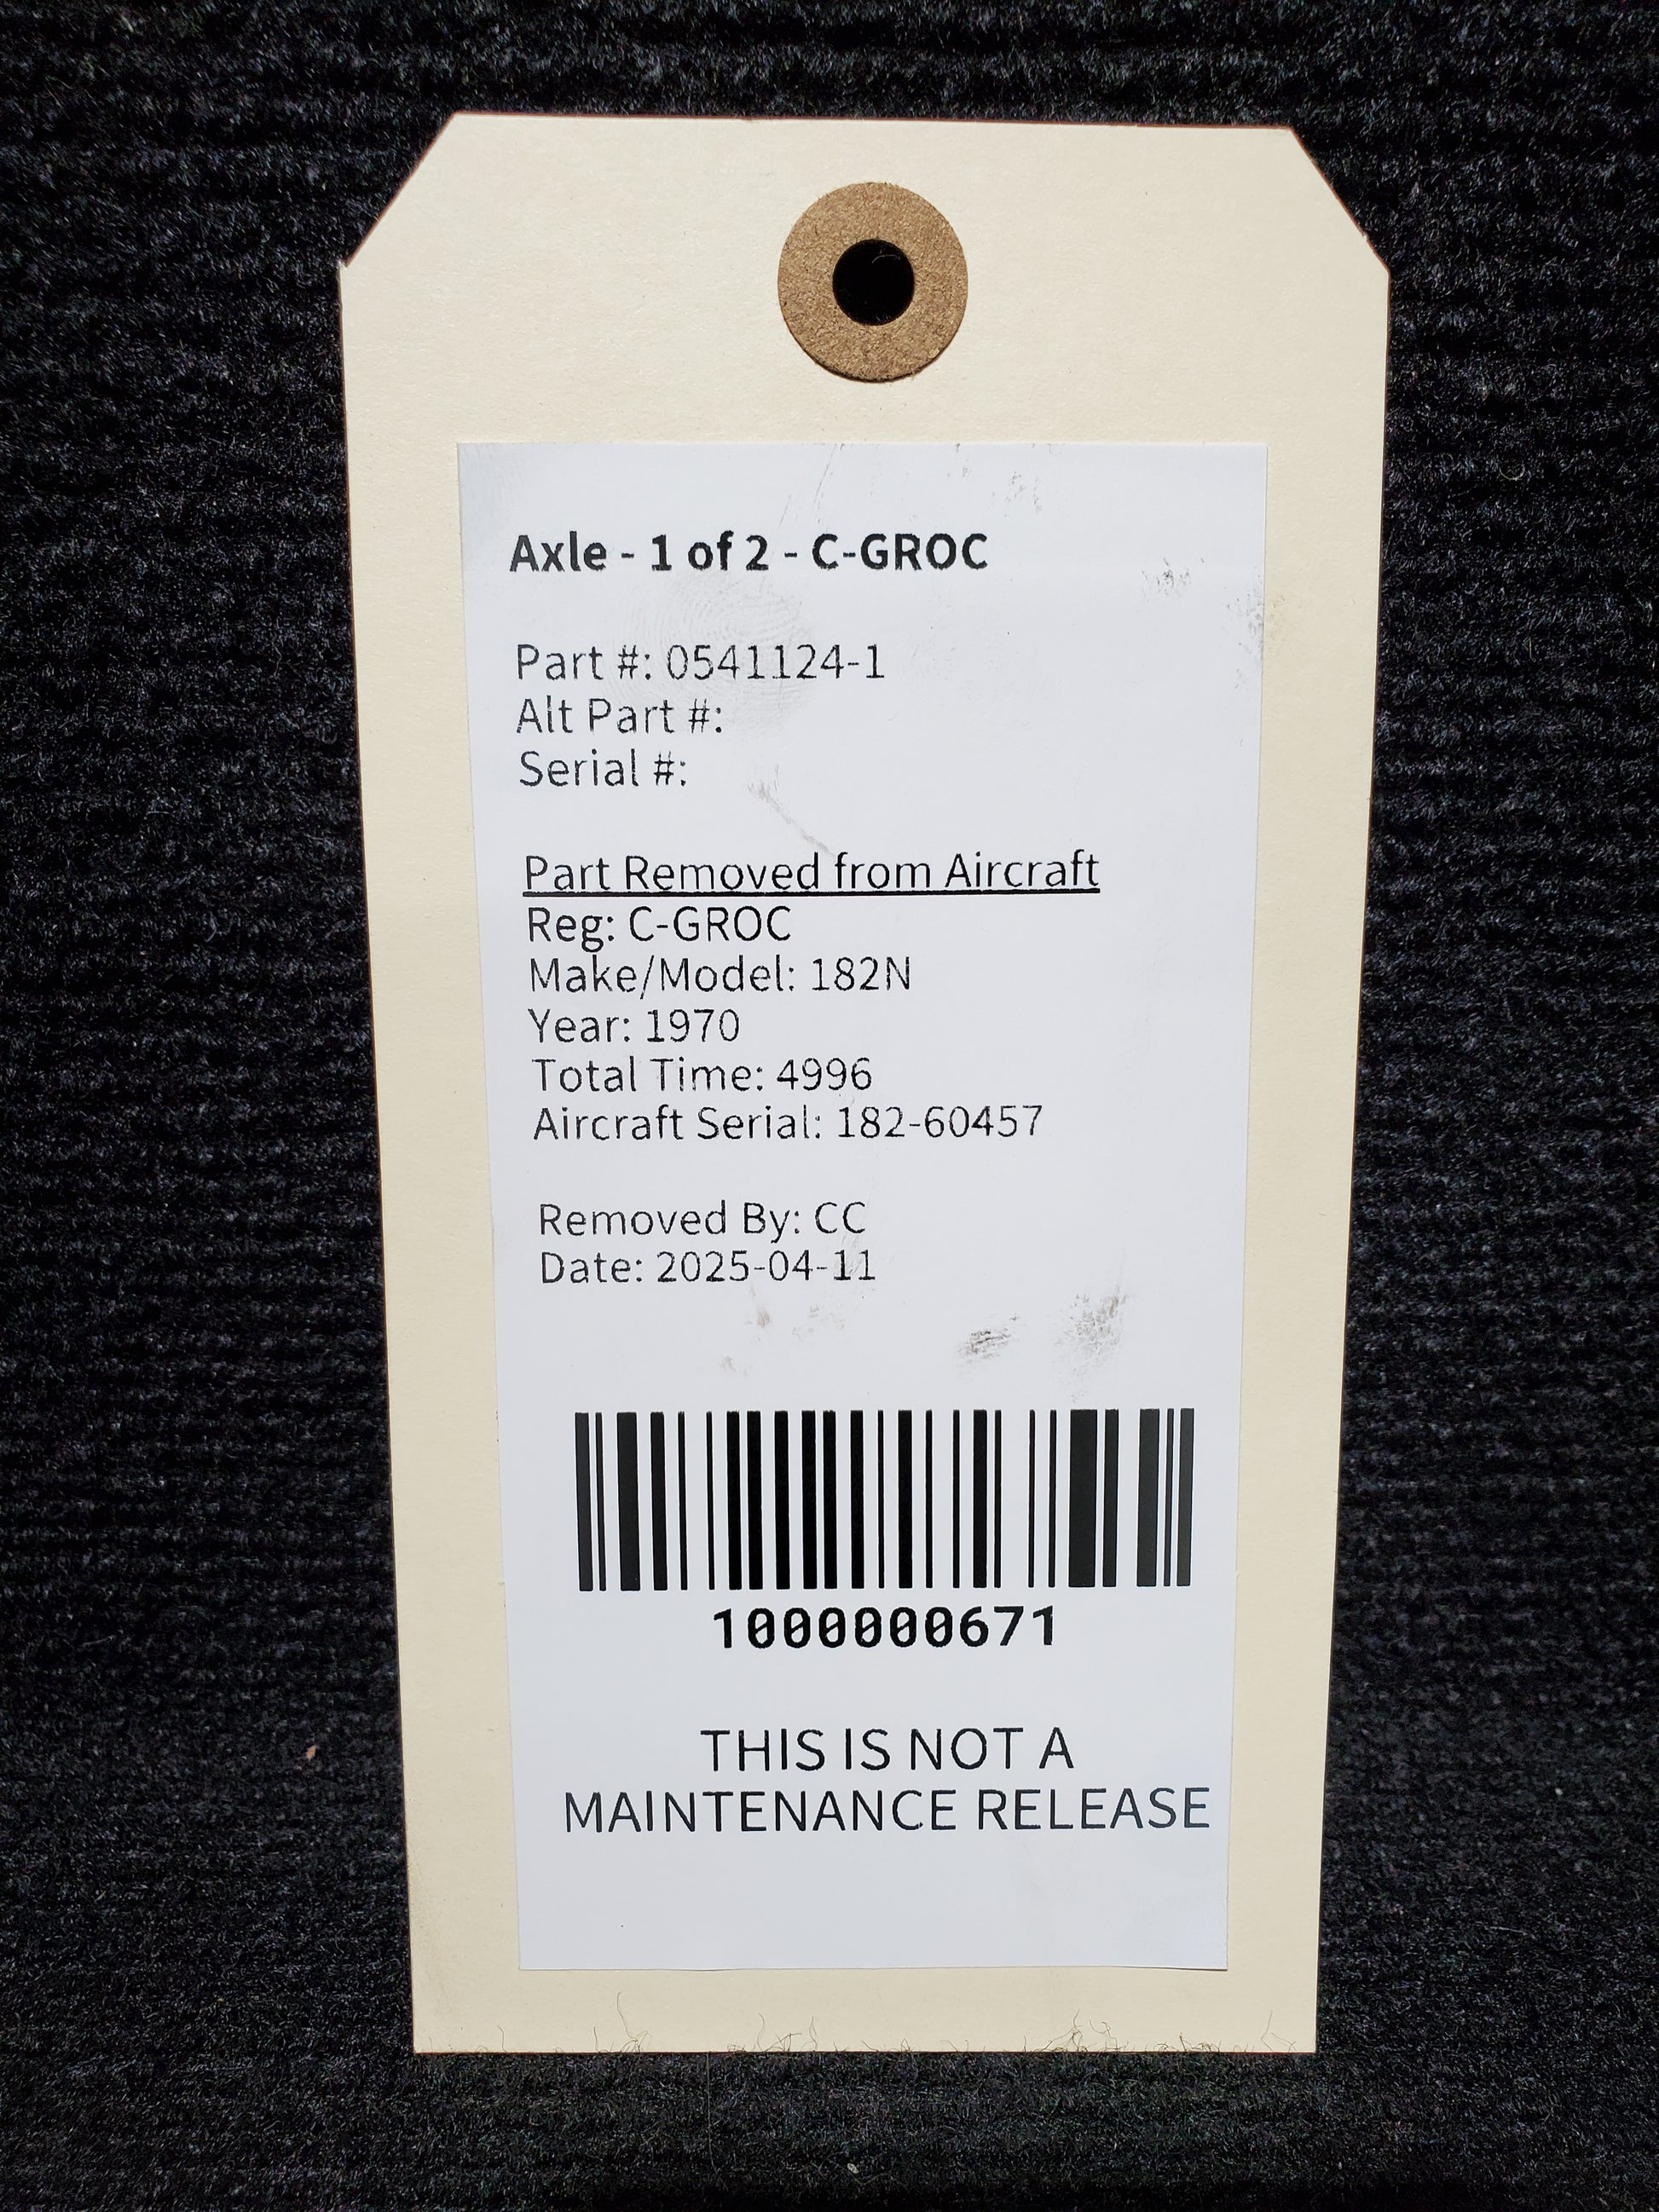 Axle - 1 of 2 - C-GROC
Part #: 0541124-1
Alt Part #:
Serial #:
Part Removed from Aircraft
Reg: C-GROC
Make/Model: 182N
Year: 1970
Total Time: 4996
Aircraft Serial: 182-60457
Removed By: CC
Date: 2025-04-11
1000000671
THIS IS NOT A
MAINTENANCE RELEASE